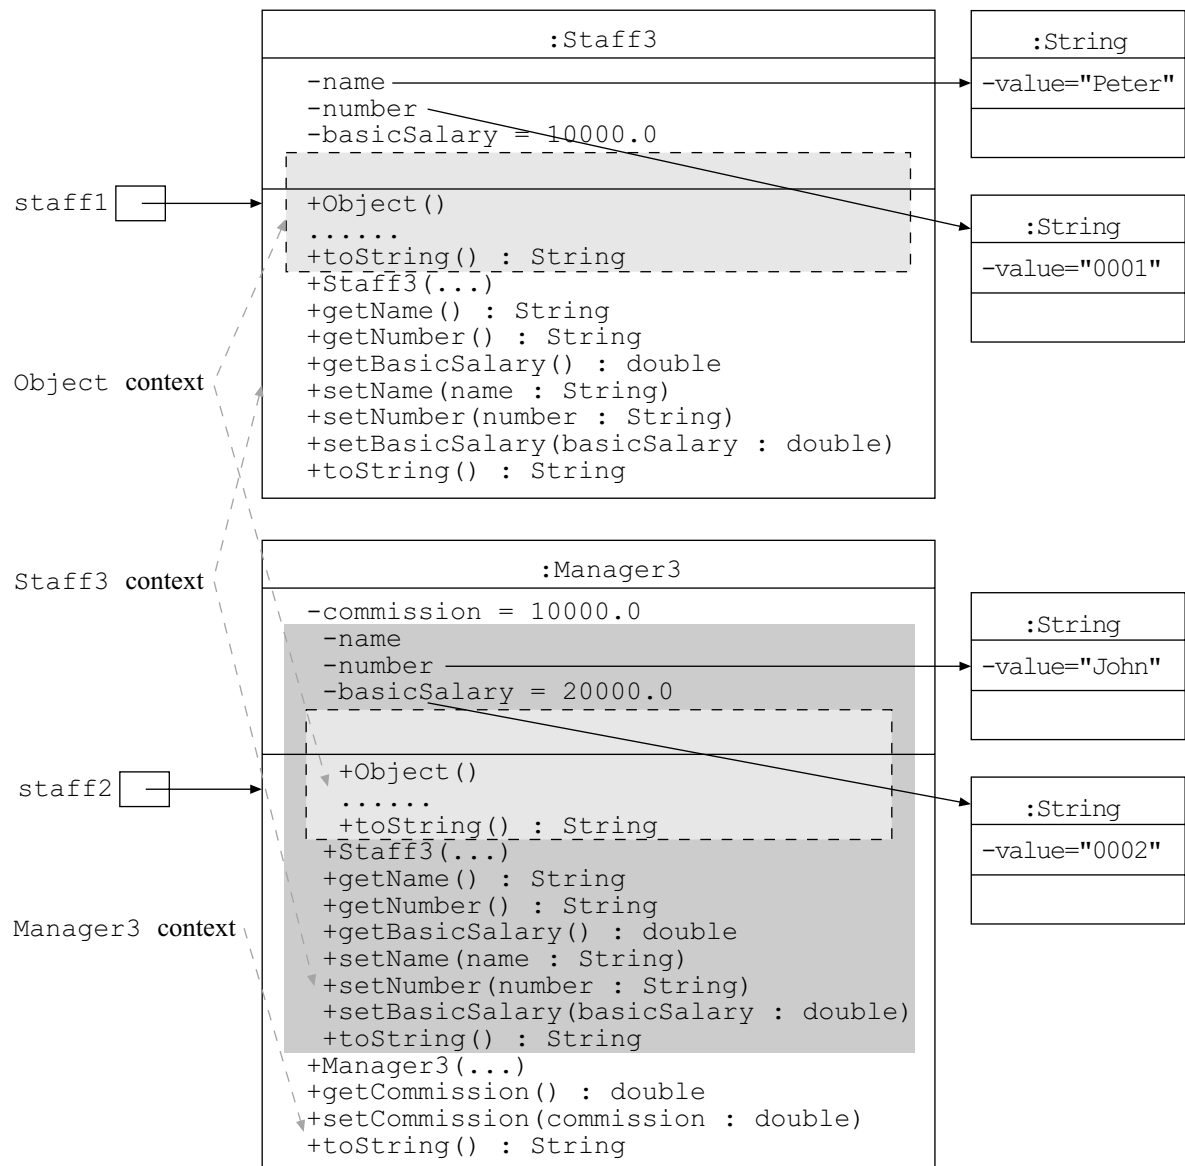 :Staff3
-name
-number
-basicSalary = 10000.0
+Object()
......
+toString() : String
+Staff3(...)
+getName() : String
+getNumber() : String
+getBasicSalary() : double
+setName(name : String)
+setNumber(number : String)
+setBasicSalary(basicSalary : double)
+toString() : String
:String
-value="Peter"
:String
-value="0001"
staff1
Object context
Staff3 context
:Manager3
-commission = 10000.0
-name
-number
-basicSalary = 20000.0
+Object()
......
+toString() : String
+Staff3(...)
+getName() : String
+getNumber() : String
+getBasicSalary() : double
+setName(name : String)
+setNumber(number : String)
+setBasicSalary(basicSalary : double)
+toString() : String
+Manager3(...)
+getCommission() : double
+setCommission(commission : double)
+toString() : String
:String
-value="John"
:String
-value="0002"
staff2
Manager3 context